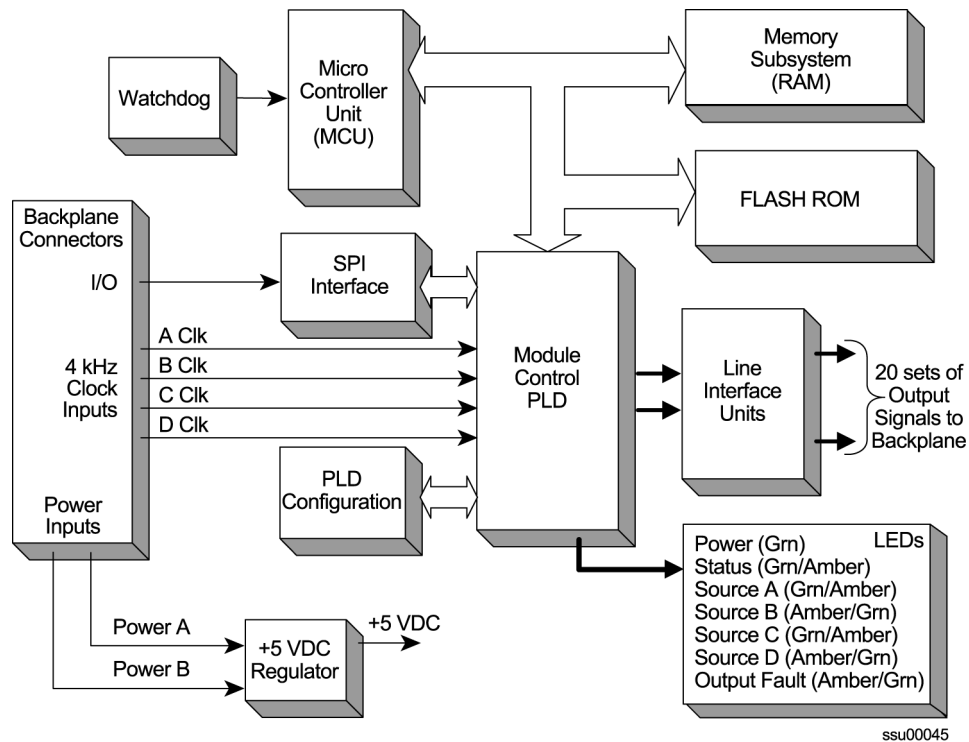 Watchdog
Micro
Controller
Unit
(MCU)
Memory
Subsystem
(RAM)
FLASH ROM
Backplane
Connectors
I/O
4 kHz
Clock
Inputs
Power
Inputs
SPI
Interface
A Clk
B Clk
C Clk
D Clk
PLD
Configuration
Module
Control
PLD
Line
Interface
Units
20 sets of
Output
Signals to
Backplane
LEDs
Power (Grn)
Status (Grn/Amber)
Source A (Grn/Amber)
Source B (Amber/Grn)
Source C (Grn/Amber)
Source D (Amber/Grn)
Output Fault (Amber/Grn)
Power A
Power B
+5 VDC
Regulator
+5 VDC
ssu00045